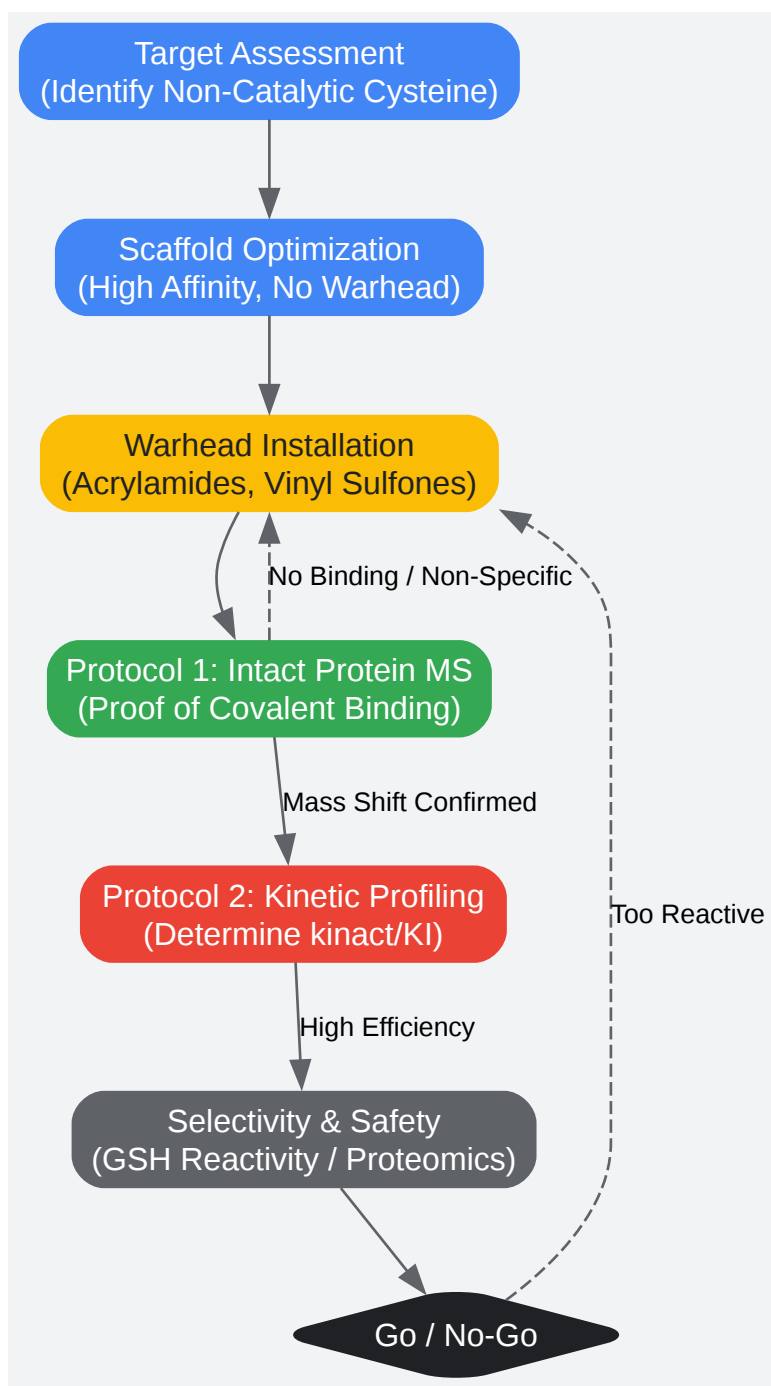 Target Assessment
(Identify Non-Catalytic Cysteine)
Scaffold Optimization
(High Affinity, No Warhead)
Warhead Installation
(Acrylamides, Vinyl Sulfones)
No Binding / Non-Specific
Protocol 1: Intact Protein MS
(Proof of Covalent Binding)
Mass Shift Confirmed
Protocol 2: Kinetic Profiling
(Determine kinact/KI)
Too Reactive
High Efficiency
Selectivity & Safety
(GSH Reactivity / Proteomics)
Go / No-Go